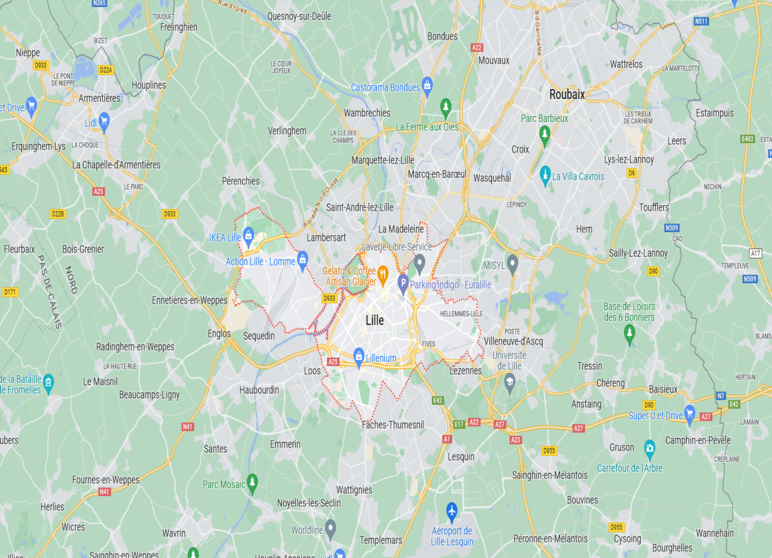 Quesnoy-sur-Deûle
D945
TOUQUET
Frelinghien
N511
BIZET
Bondues
A22
Nieppe
D933
LE PONT
DE NIEPPE
D22A
LE CŒUR
JOYEUX
Mouvaux
Wattrelos
LA MARTELOTTE
Houplines
Castorama Bondues
Roubaix
Armentières
Lidl
Wambrechies
La Ferme aux Oies
Parc Barbieux
LES TRIEUX
DE CARIHEM
Estaimpuis
Verlinghem
LA CLÉ DES
CHAMPS
Erquinghem-Lys
LA CHOQUE
Croix
Leers
E403
La Chapelle-d'Armentières
Marquette-lez-Lille
Lys-lez-Lannoy
Marcq-en-Barœul
Wasquehal
La Villa Cavrois
D6
A25
LE PARC
Pérenchies
NECHIN
D22B
D933
Saint-André-lez-Lille
LÉPINOY
Toufflers
La Madeleine
Hem
N509
Fleurbaix
Bois-Grenier
IKEA Lille
Lambersart
Lavetje Libre Service
Sailly-lez-Lannoy
A17
Action Lille - Lomme
MISYL
TEMPLEUVE
D90
N509
PAS-DE-CALAIS
NORD
Gelato & Coffee
Artisan Glacier
Parking Indigo - Euralille
D171
Ennetières-en-Weppes
D933
Base de Loisirs
des 6 Bonniers
Lille
HELLEMMES-LILLE
Englos
Sequedin
POSTE
Villeneuve-d'Ascq
Radinghem-en-Weppes
FIVES
Université
de Lille
LA HAUTE RUE
A25
Lillenium
Loos
Lezennes
Tressin
de la Bataille
de Fromelles
Le Maisnil
Chéreng
Baisieux
Haubourdin
Beaucamps-Ligny
E42
Anstaing
D90
N7
E42
Super U et Drive
A27
LAMAIN
N41
Faches-Thumesnil
E17
A22
A27
A27
A1
A23
Camphin-en-Pévèle
Emmerin
Santes
D955
Gruson
CREPLAINE
Lesquin
Carrefour de l'Arbre
Sainghin-en-Mélantois
Fournes-en-Weppes
Parc Mosaic
N41
Wattignies
Bouvines
Noyelles-lès-Seclin
Herlies
Aéroport de
Lille-Lesquin
Wicres
Wavrin
Worldline
D955
Wannehain
Templemars
Péronne-en-Mélantois
Cysoing
Sainghin-en-Weppes
Bourghelles